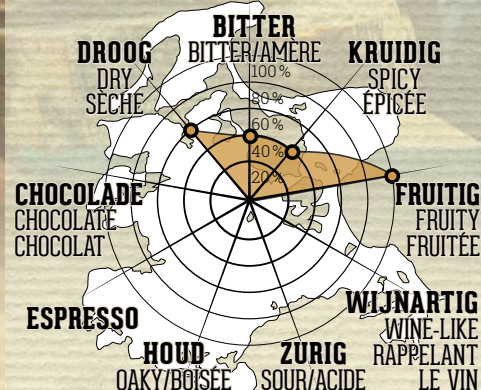 BITTER
BITTER/AMÈRE
DROOG
DRY
SÈCHE
KRUIDIG
SPICY
ÉPICÉE
100%
80%
60%
40%
20%
CHOCOLADE
CHOCOLATE
CHOCOLAT
FRUITIG
FRUITY
FRUITÉE
ESPRESSO
WIJNARTIG
WINE-LIKE
RAPPELANT
LE VIN
HOUD
OAKY/BOISÉE
ZURIG
SOUR/ACIDE